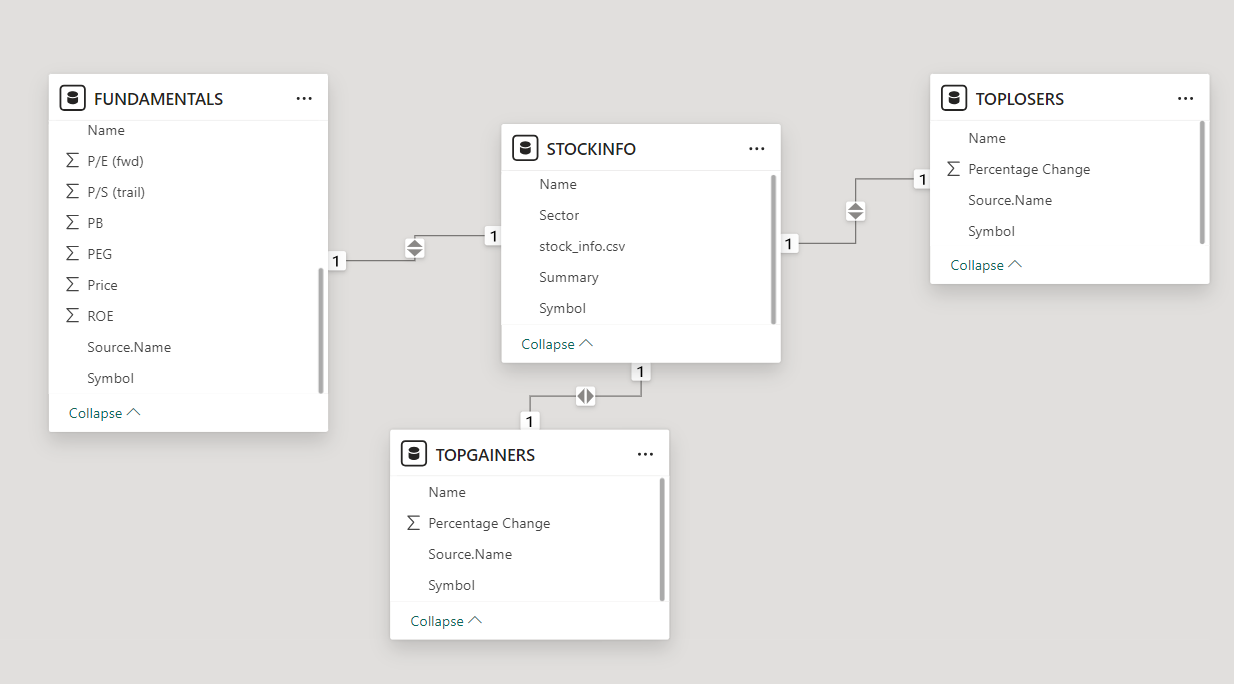 FUNDAMENTALS
...
Name
Σ P/E (fwd)
Σ P/S (trail)
Σ PB
Σ PEG
Σ Price
Σ ROE
Source.Name
Symbol
Collapse
1
1
STOCKINFO
...
Name
Sector
stock_info.csv
Summary
Symbol
Collapse
1
1
TOPLOSERS
...
Name
Σ Percentage Change
Source.Name
Symbol
Collapse
1
1
TOPGAINERS
...
Name
Σ Percentage Change
Source.Name
Symbol
Collapse